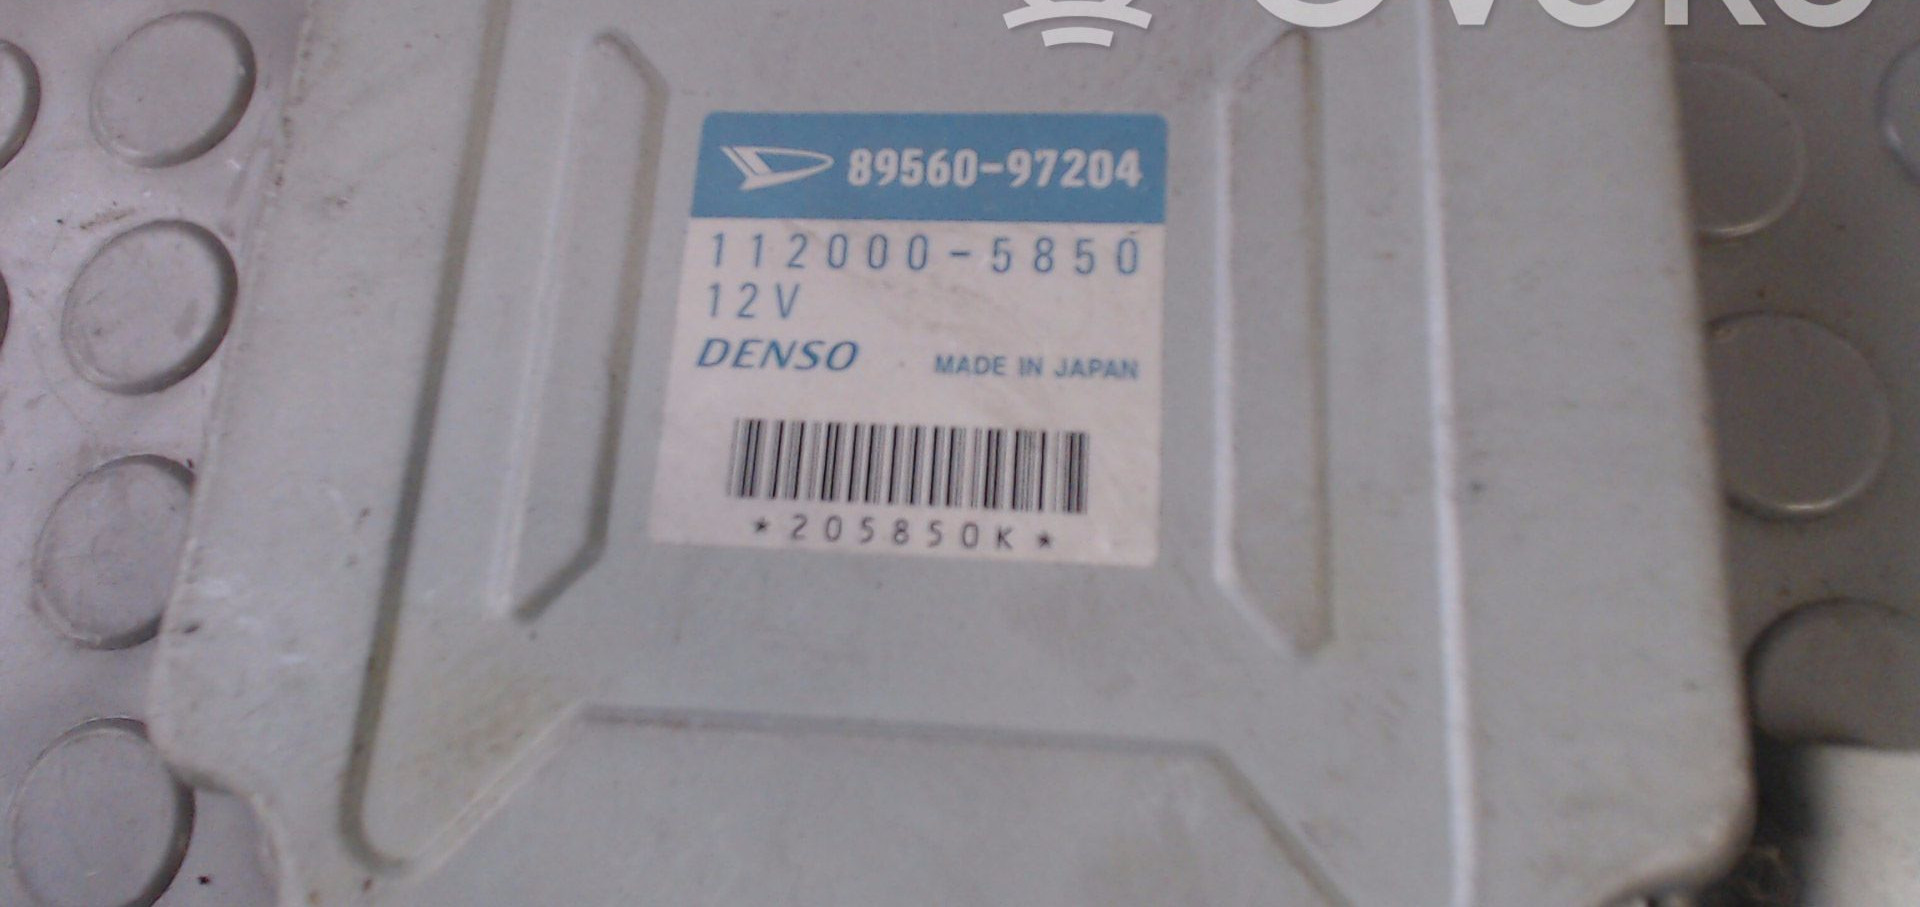 89560-97204
112000-5850
12V
DENSO MADE IN JAPAN
*205850K*